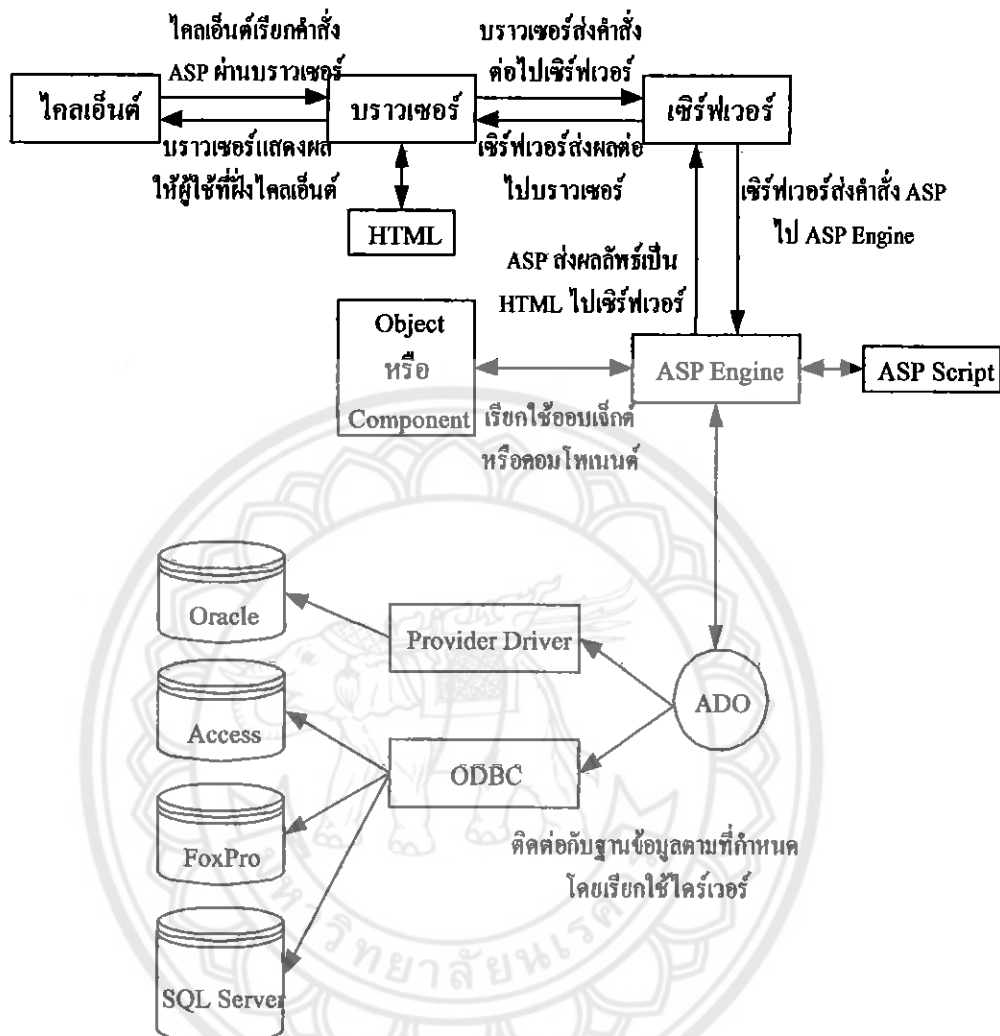 ไคลเอ็นต์เรียกคำสั่ง
ASP ผ่านบราวเซอร์
บราวเซอร์ส่งคำสั่ง
ต่อไปเซิร์ฟเวอร์
ไคลเอ็นต์
บราวเซอร์
เซิร์ฟเวอร์
บราวเซอร์แสดงผล
ให้ผู้ใช้ที่ฝั่งไคลเอ็นต์
เซิร์ฟเวอร์ส่งผลต่อ
ไปบราวเซอร์
เซิร์ฟเวอร์ส่งคำสั่ง ASP
ไป ASP Engine
HTML
ASP ส่งผลลัพธ์เป็น
HTML ไปเซิร์ฟเวอร์
Object
หรือ
Component
ASP Engine
ASP Script
เรียกใช้ออบเจ็กต์
หรือคอมโพเนนต์
Oracle
Provider Driver
Access
ADO
ODBC
FoxPro
ติดต่อกับฐานข้อมูลตามที่กำหนด
โดยเรียกใช้ไดร์เวอร์
SQL Server